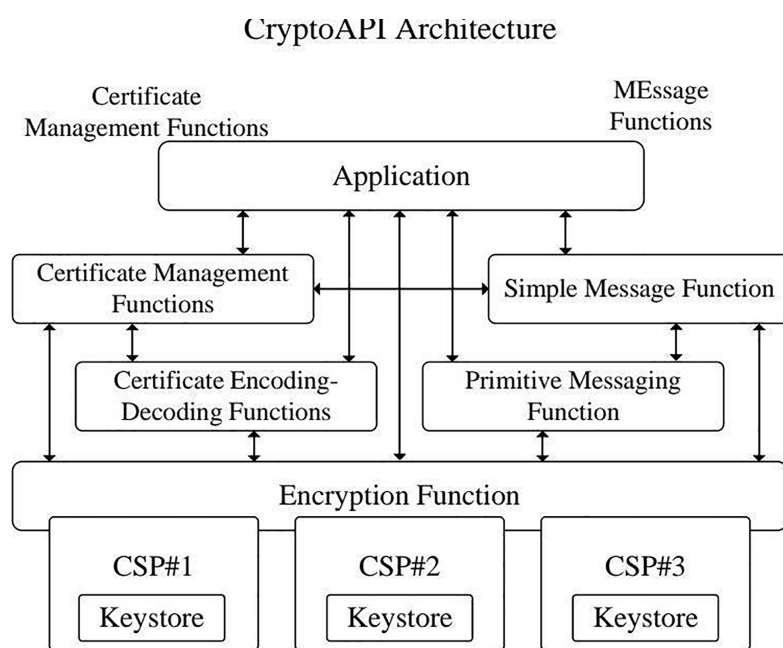 CryptoAPI Architecture
Certificate
Management Functions
MEssage
Functions
Application
Certificate Management
Functions
Simple Message Function
Certificate Encoding-
Decoding Functions
Primitive Messaging
Function
Encryption Function
CSP#1
CSP#2
CSP#3
Keystore
Keystore
Keystore